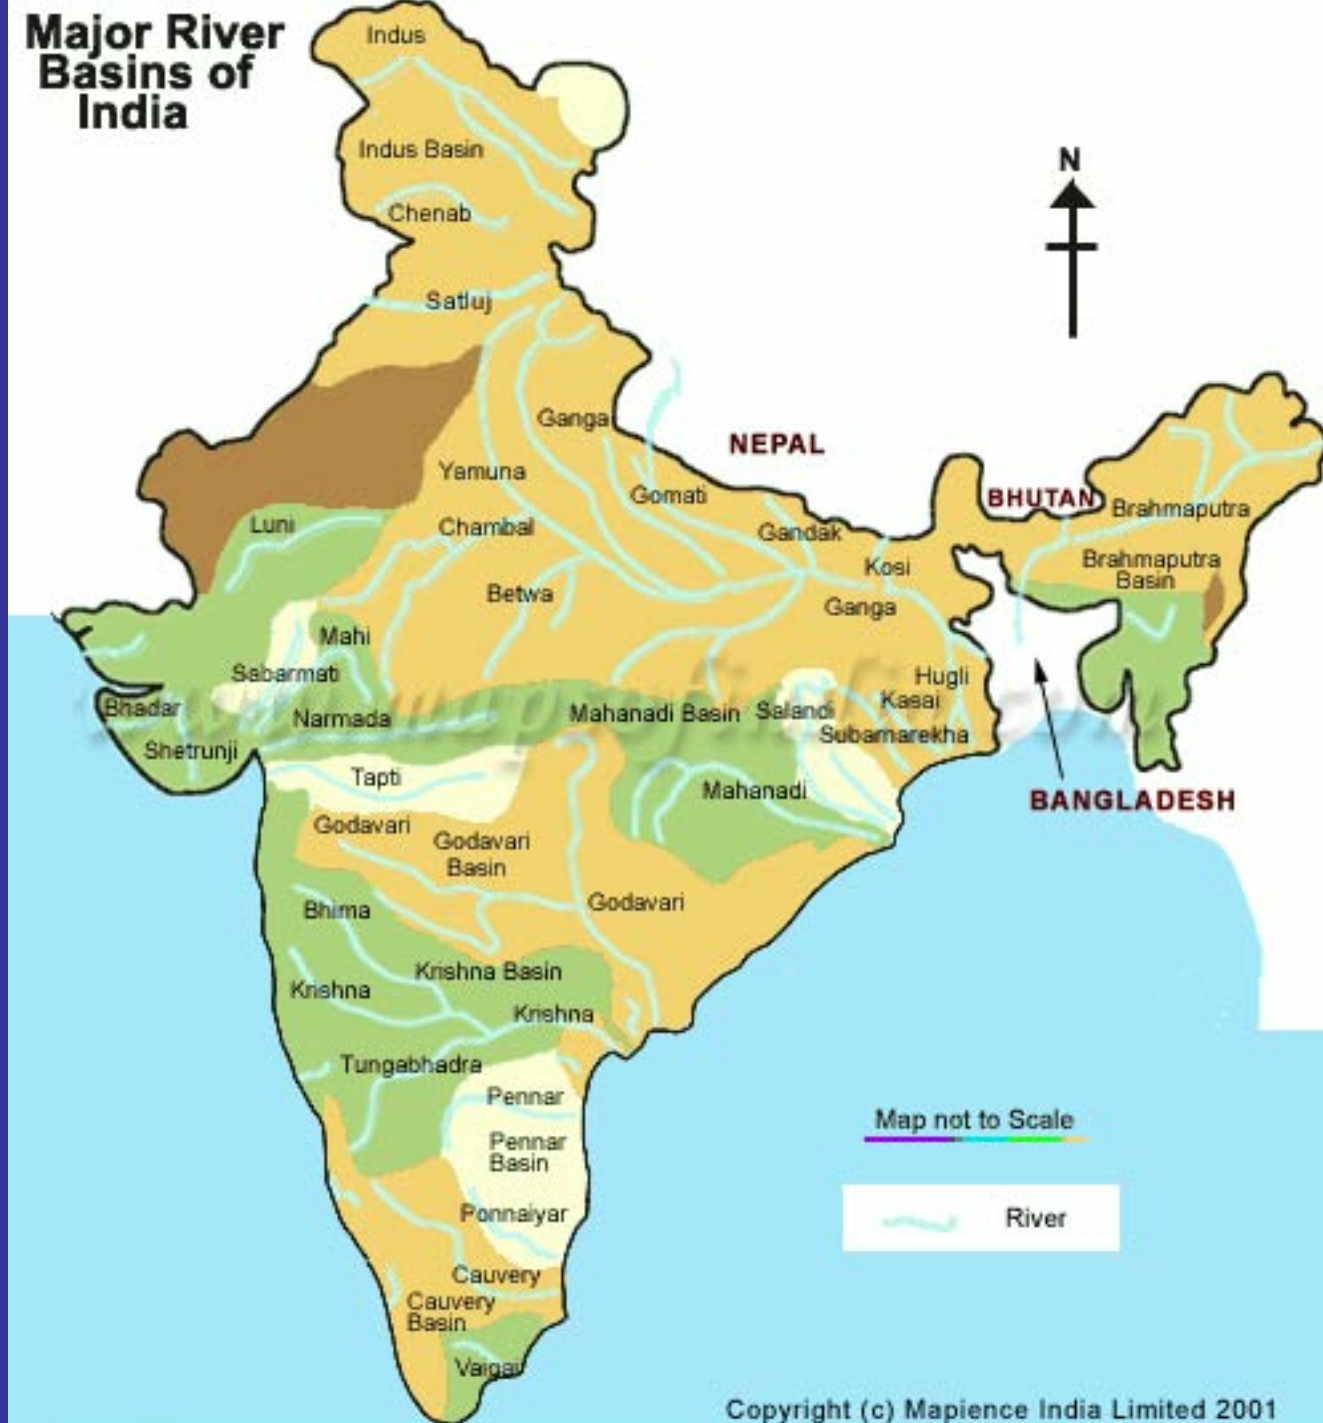 Major River
Basins of
India
Indus
Indus Basin
Chenab
Satluj
N
Ganga
NEPAL
Yamuna
Gomati
BHUTAN
Brahmaputra
Luni
Chambal
Gandak
Kosi
Brahmaputra
Basin
Betwa
Ganga
Mahi
Sabarmati
Hugli
Kasai
Bhadar
Narmada
Mahanadi Basin
Salandi
Subarnarekha
Shetrunji
Tapti
Mahanadi
BANGLADESH
Godavari
Godavari
Basin
Godavari
Bhima
Krishna Basin
Krishna
Krishna
Tungabhadra
Pennar
Pennar
Basin
Map not to Scale
Ponnaiyar
River
Cauvery
Cauvery
Basin
Vaigai
Copyright (c) Mapience India Limited 2001